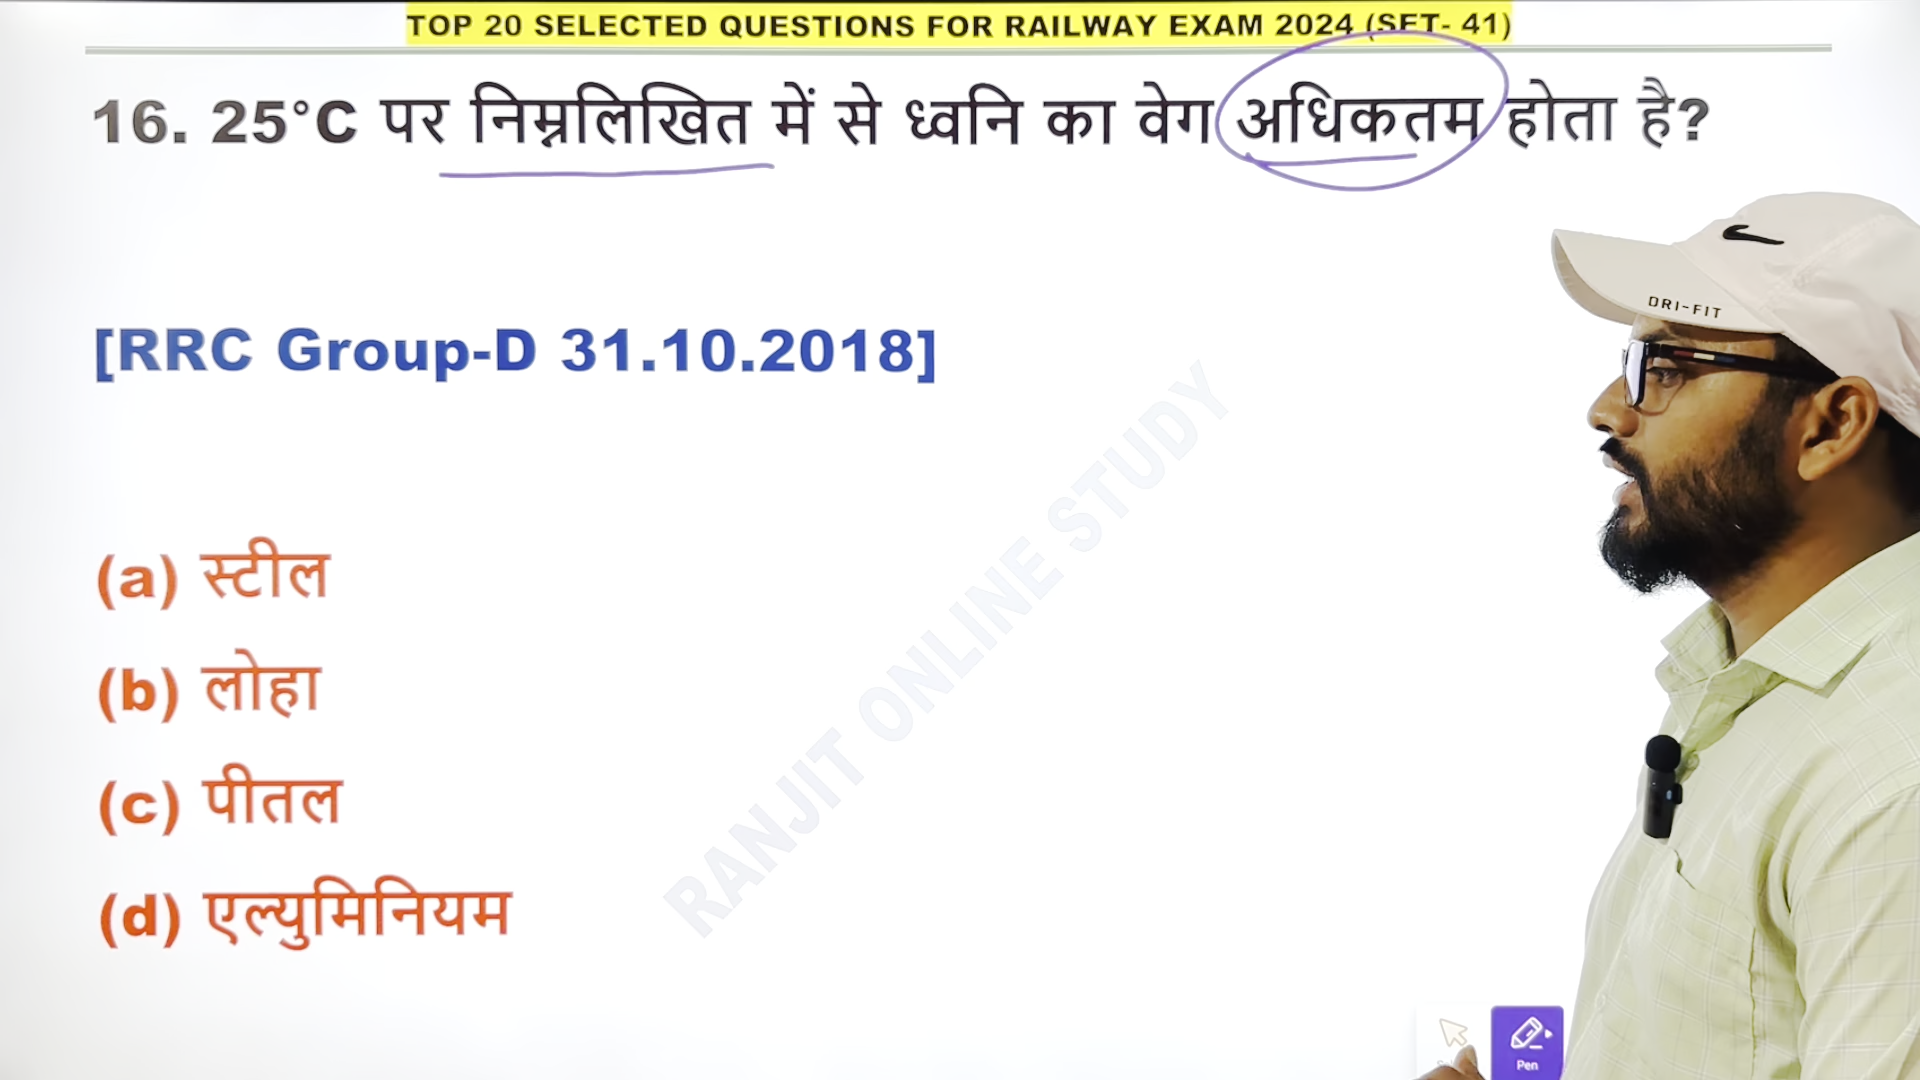 TOP 20 SELECTED QUESTIONS FOR RAILWAY EXAM 2024 (SET- 41)
16. 25°C पर निम्नलिखित में से ध्वनि का वेग अधिकतम होता है?
DRI-FIT
[RRC Group-D 31.10.2018]
RANJIT ONLINE STUDY
(a) स्टील
(b) लोहा
(c) पीतल
(d) एल्युमिनियम
Pen